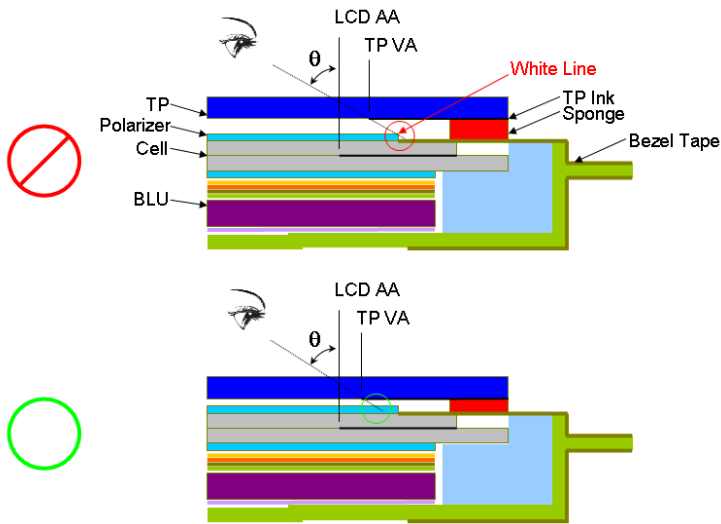 LCD AA
TP VA
θ
White Line
TP
TP Ink
Sponge
Polarizer
Bezel Tape
Cell
BLU
LCD AA
TP VA
θ